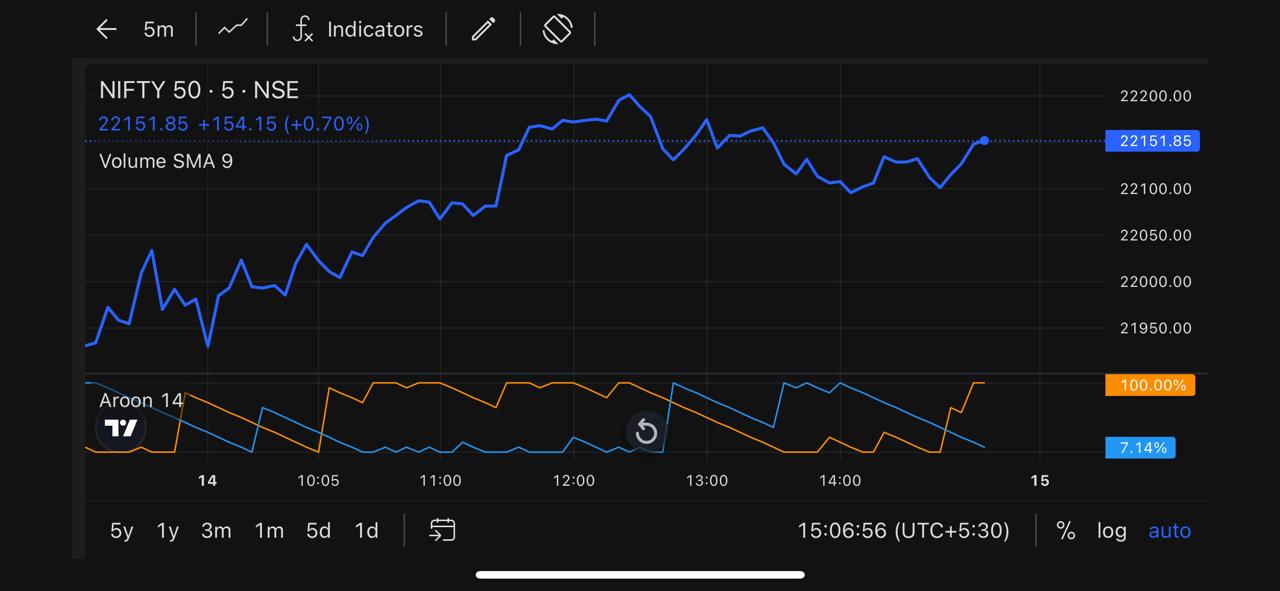 5m Indicators
NIFTY 50 · 5 · NSE
22151.85 +154.15 (+0.70%)
Volume SMA 9
22200.00
22151.85
22100.00
22050.00
22000.00
21950.00
Aroon 14
100.00%
7.14%
14 10:05 11:00 12:00 13:00 14:00 15
5y 1y 3m 1m 5d 1d 15:06:56 (UTC+5:30) % log auto